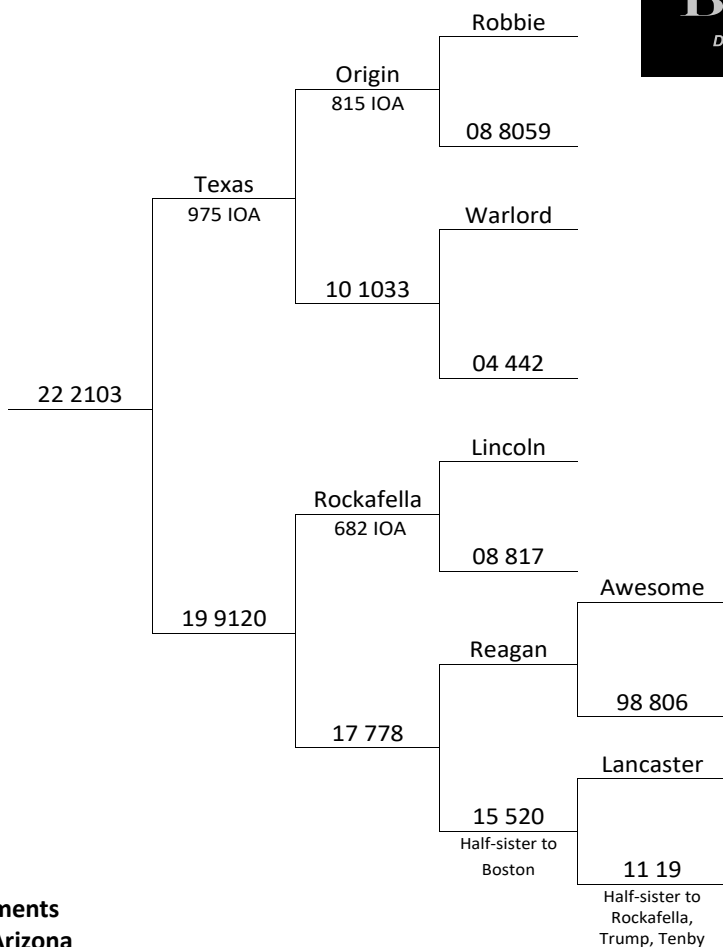 Robbie
Origin
815 IOA
08 8059
Texas
975 IOA
Warlord
10 1033
04 442
22 2103
Lincoln
Rockafella
682 IOA
08 817
Awesome
19 9120
Reagan
98 806
17 778
Lancaster
15 520
Half-sister to
Boston
11 19
Half-sister to
Rockafella,
Trump, Tenby
ments
Arizona